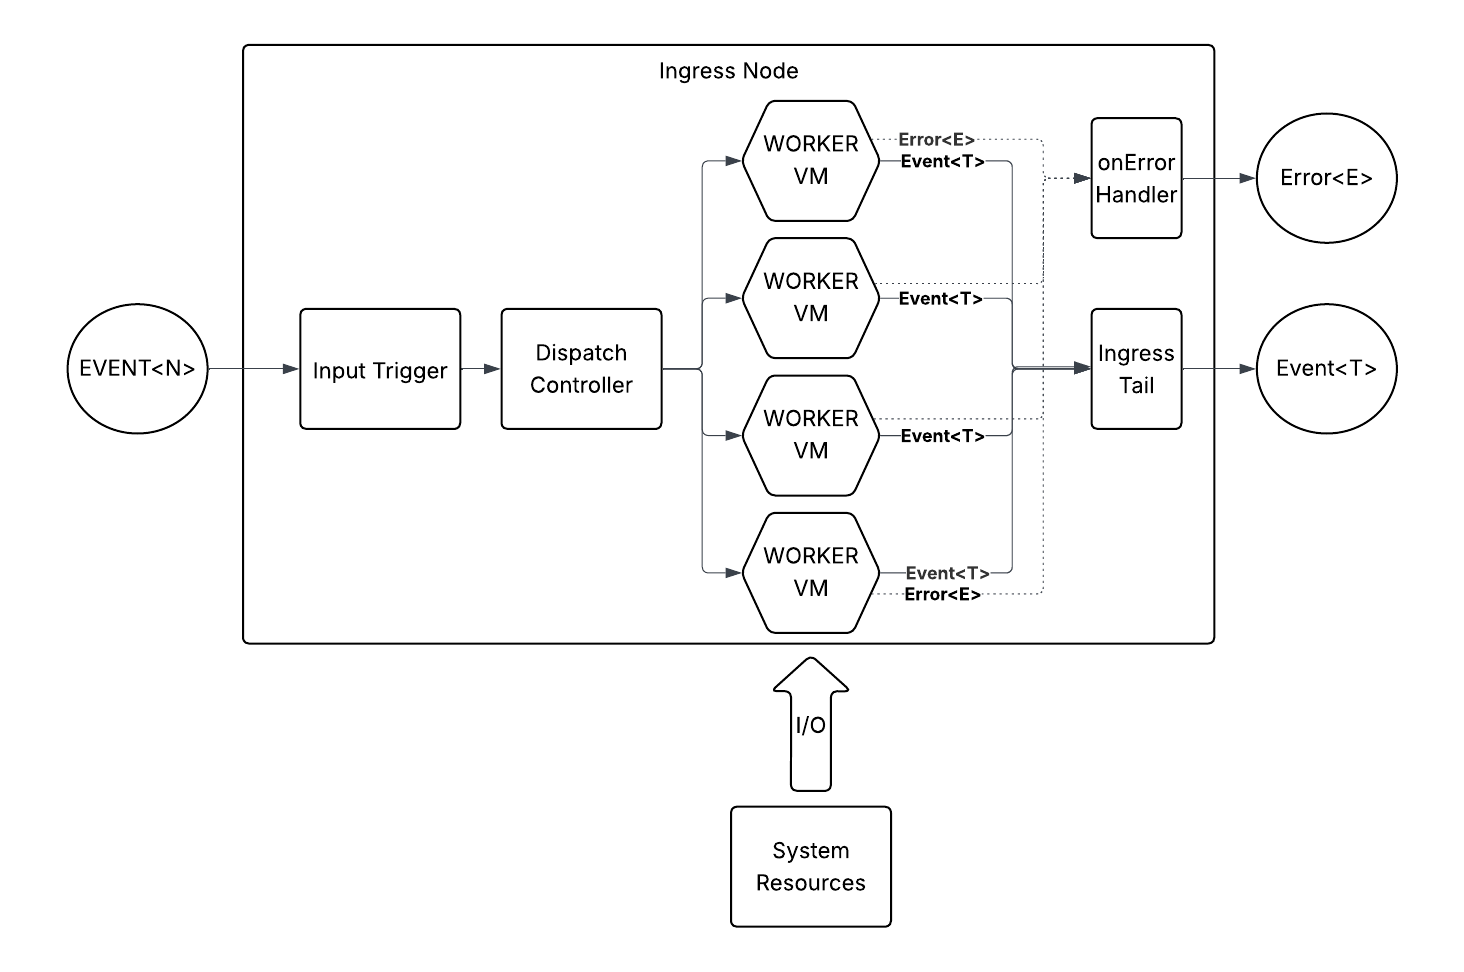 Ingress Node
WORKER
VM
Error<E>
Event<T>
onError
Handler
Error<E>
WORKER
VM
Event<T>
EVENT<N>
Input Trigger
Dispatch
Controller
Ingress
Tail
Event<T>
WORKER
VM
Event<T>
WORKER
VM
Event<T>
Error<E>
I/O
System
Resources